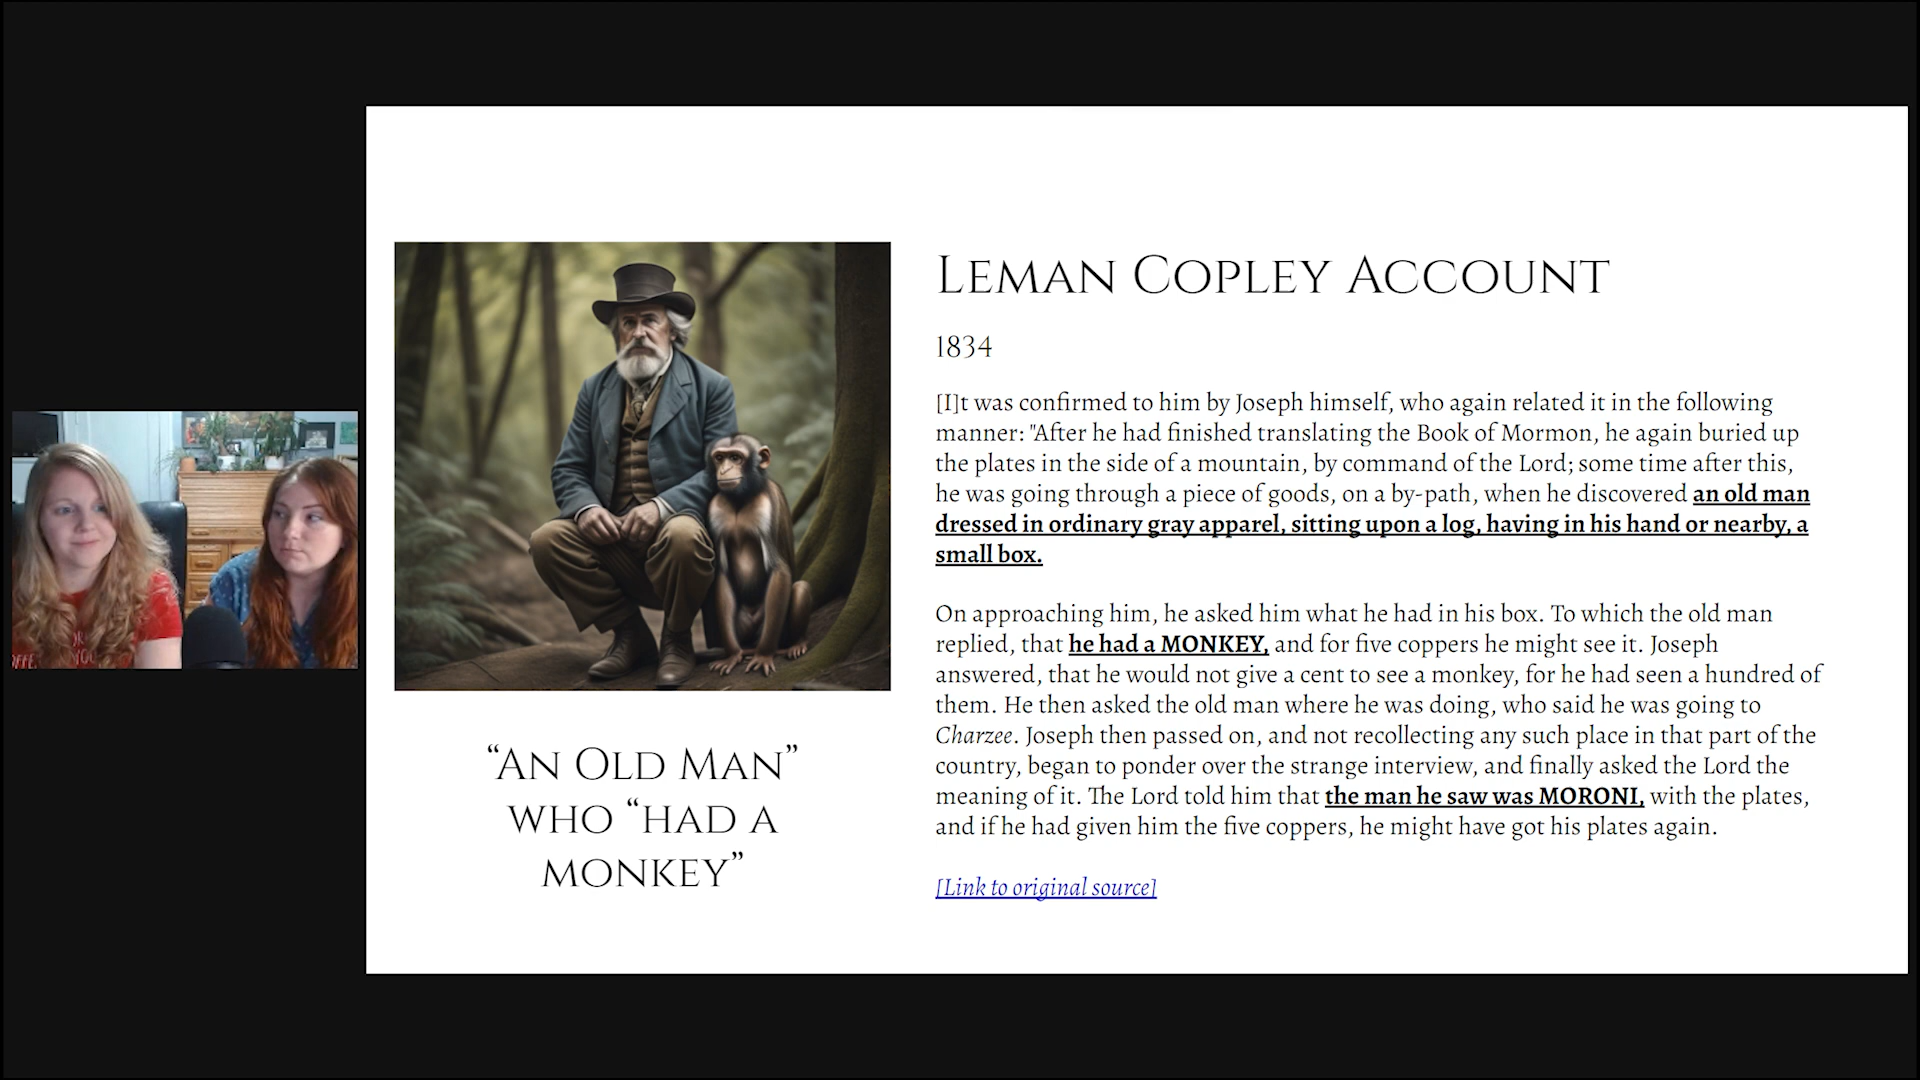 Leman Copley Account
1834
[I]t was confirmed to him by Joseph himself, who again related it in the following
manner: "After he had finished translating the Book of Mormon, he again buried up
the plates in the side of a mountain, by command of the Lord; some time after this,
he was going through a piece of goods, on a by-path, when he discovered an old man
dressed in ordinary gray apparel, sitting upon a log, having in his hand or nearby, a
small box.
On approaching him, he asked him what he had in his box. To which the old man
replied, that he had a MONKEY, and for five coppers he might see it. Joseph
answered, that he would not give a cent to see a monkey, for he had seen a hundred of
them. He then asked the old man where he was doing, who said he was going to
Charzee. Joseph then passed on, and not recollecting any such place in that part of the
country, began to ponder over the strange interview, and finally asked the Lord the
meaning of it. The Lord told him that the man he saw was MORONI, with the plates,
and if he had given him the five coppers, he might have got his plates again.
[Link to original source]
“An Old Man”
who “had a
monkey”